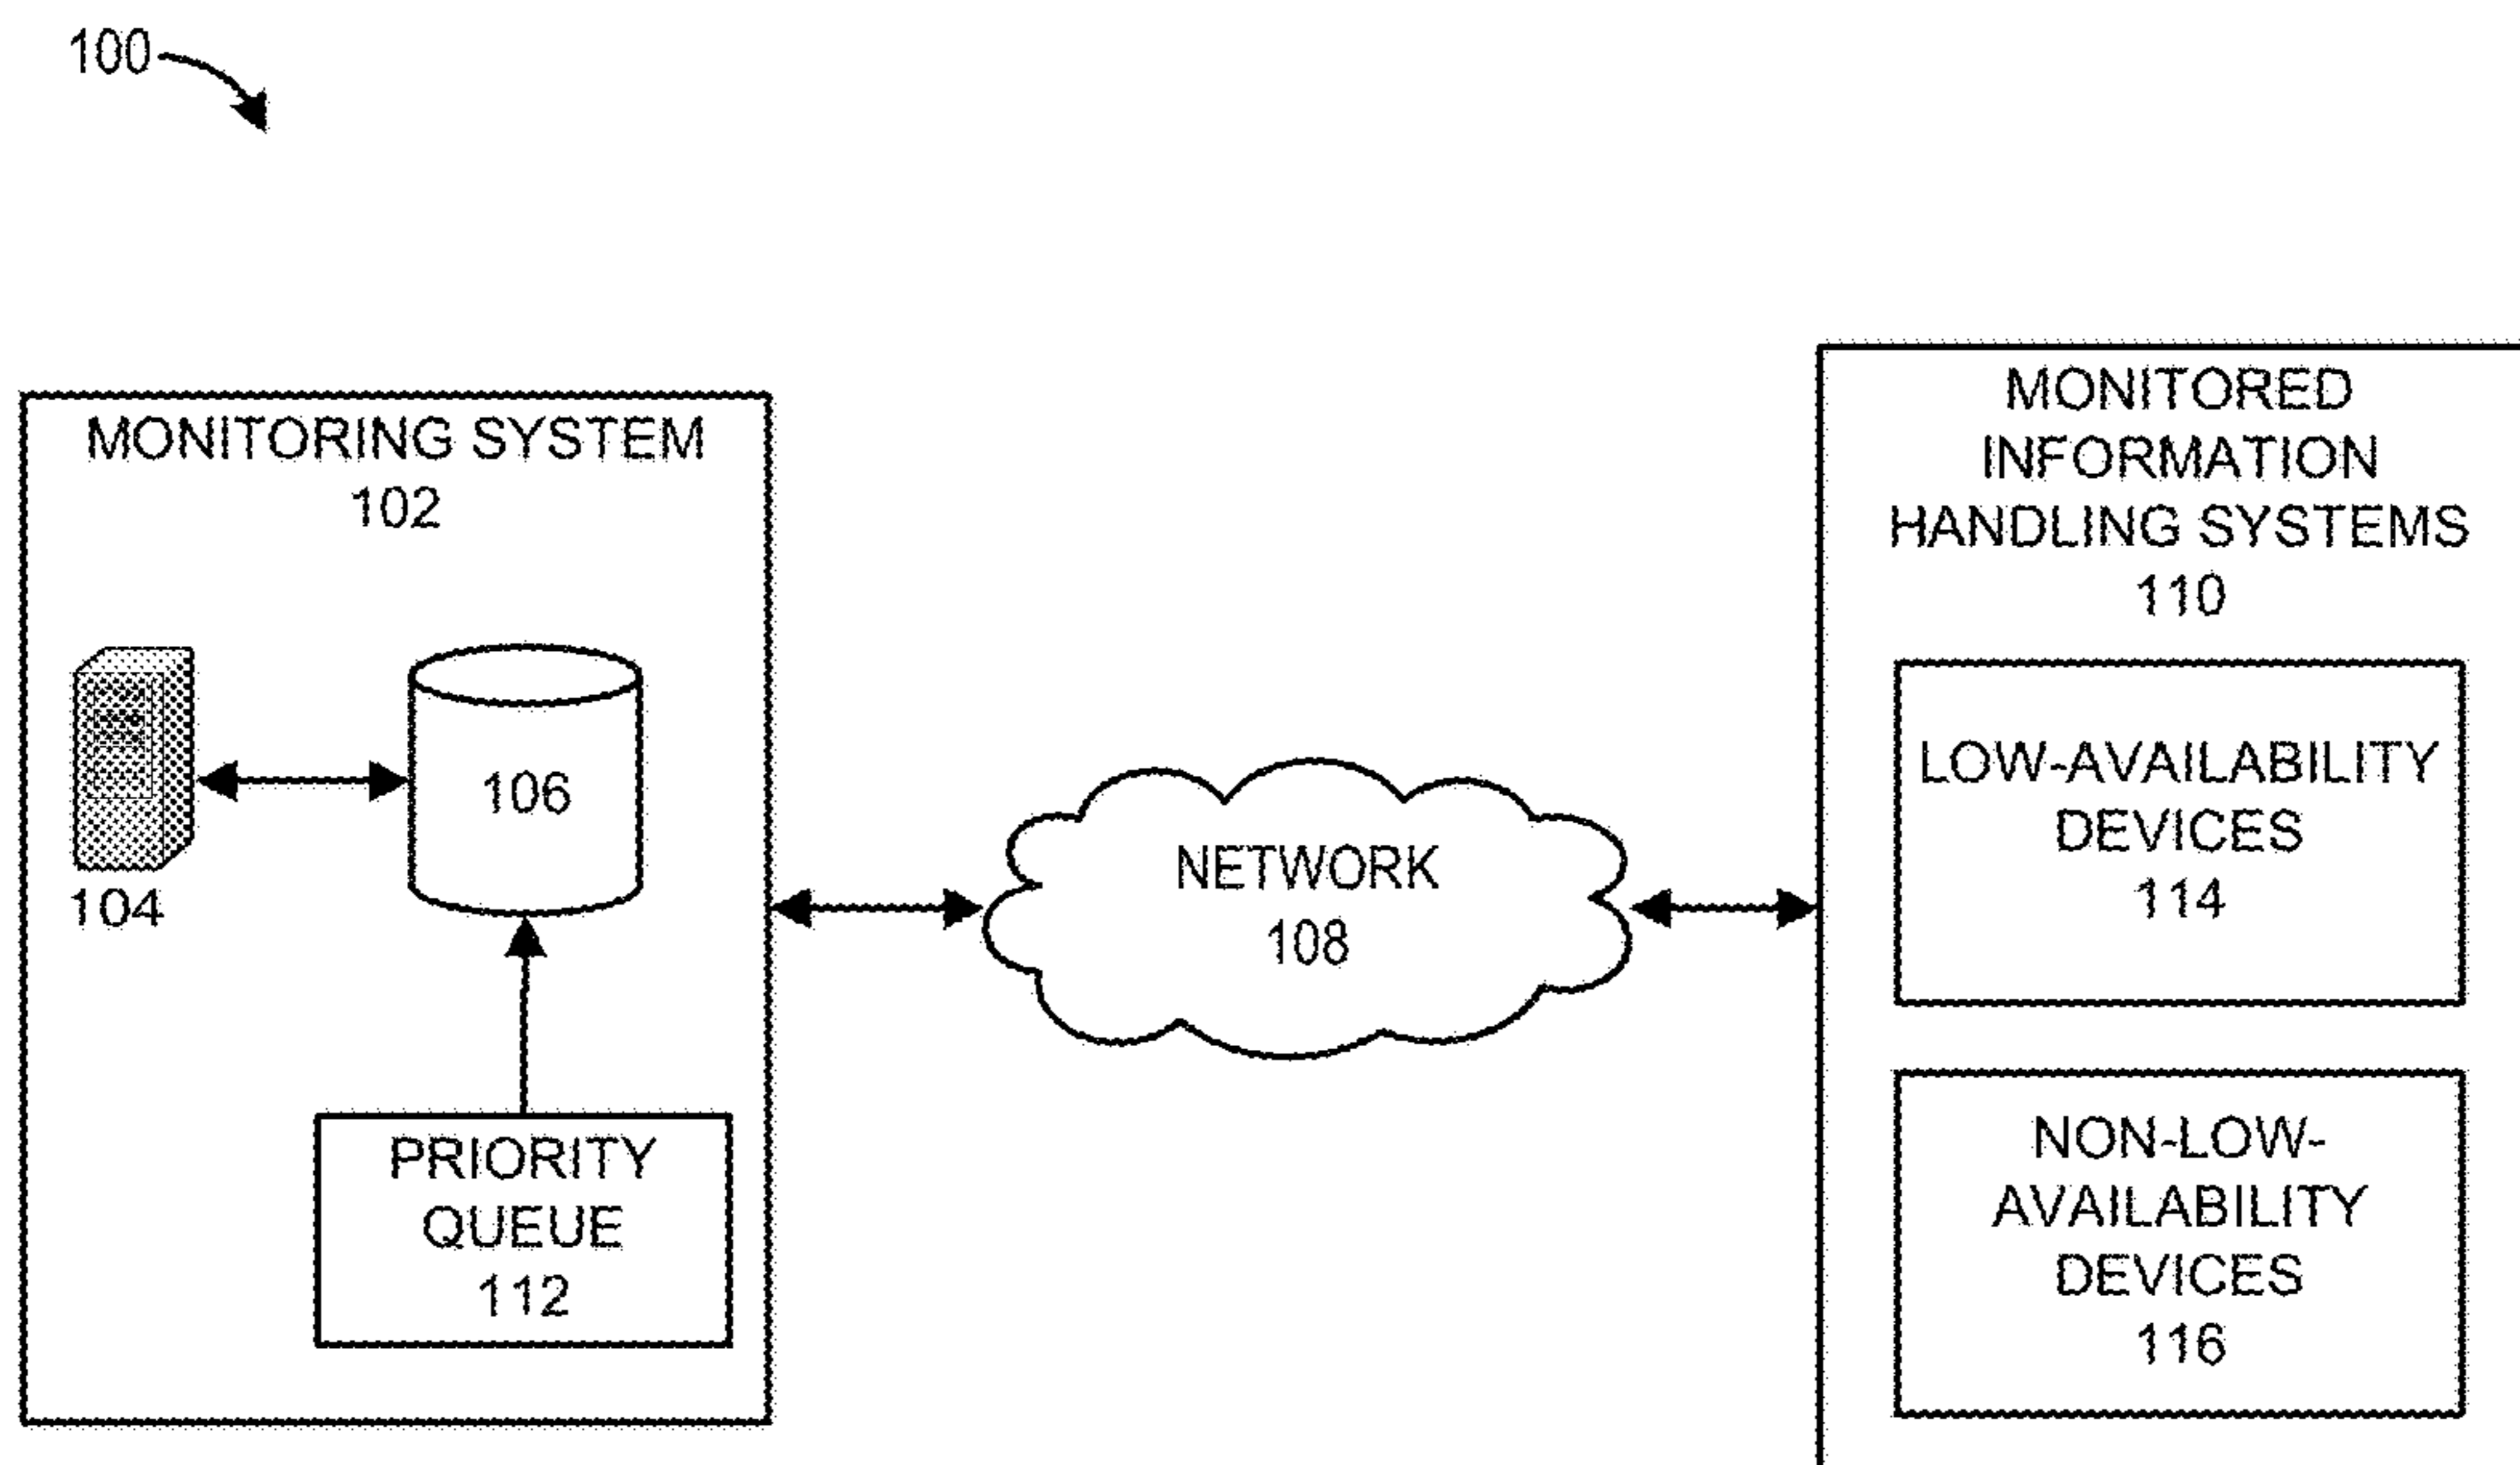 100
MONITORING SYSTEM
102
104
106
PRIORITY
QUEUE
112
NETWORK
108
MONITORED
INFORMATION
HANDLING SYSTEMS
110
LOW-AVAILABILITY
DEVICES
114
NON-LOW-
AVAILABILITY
DEVICES
116